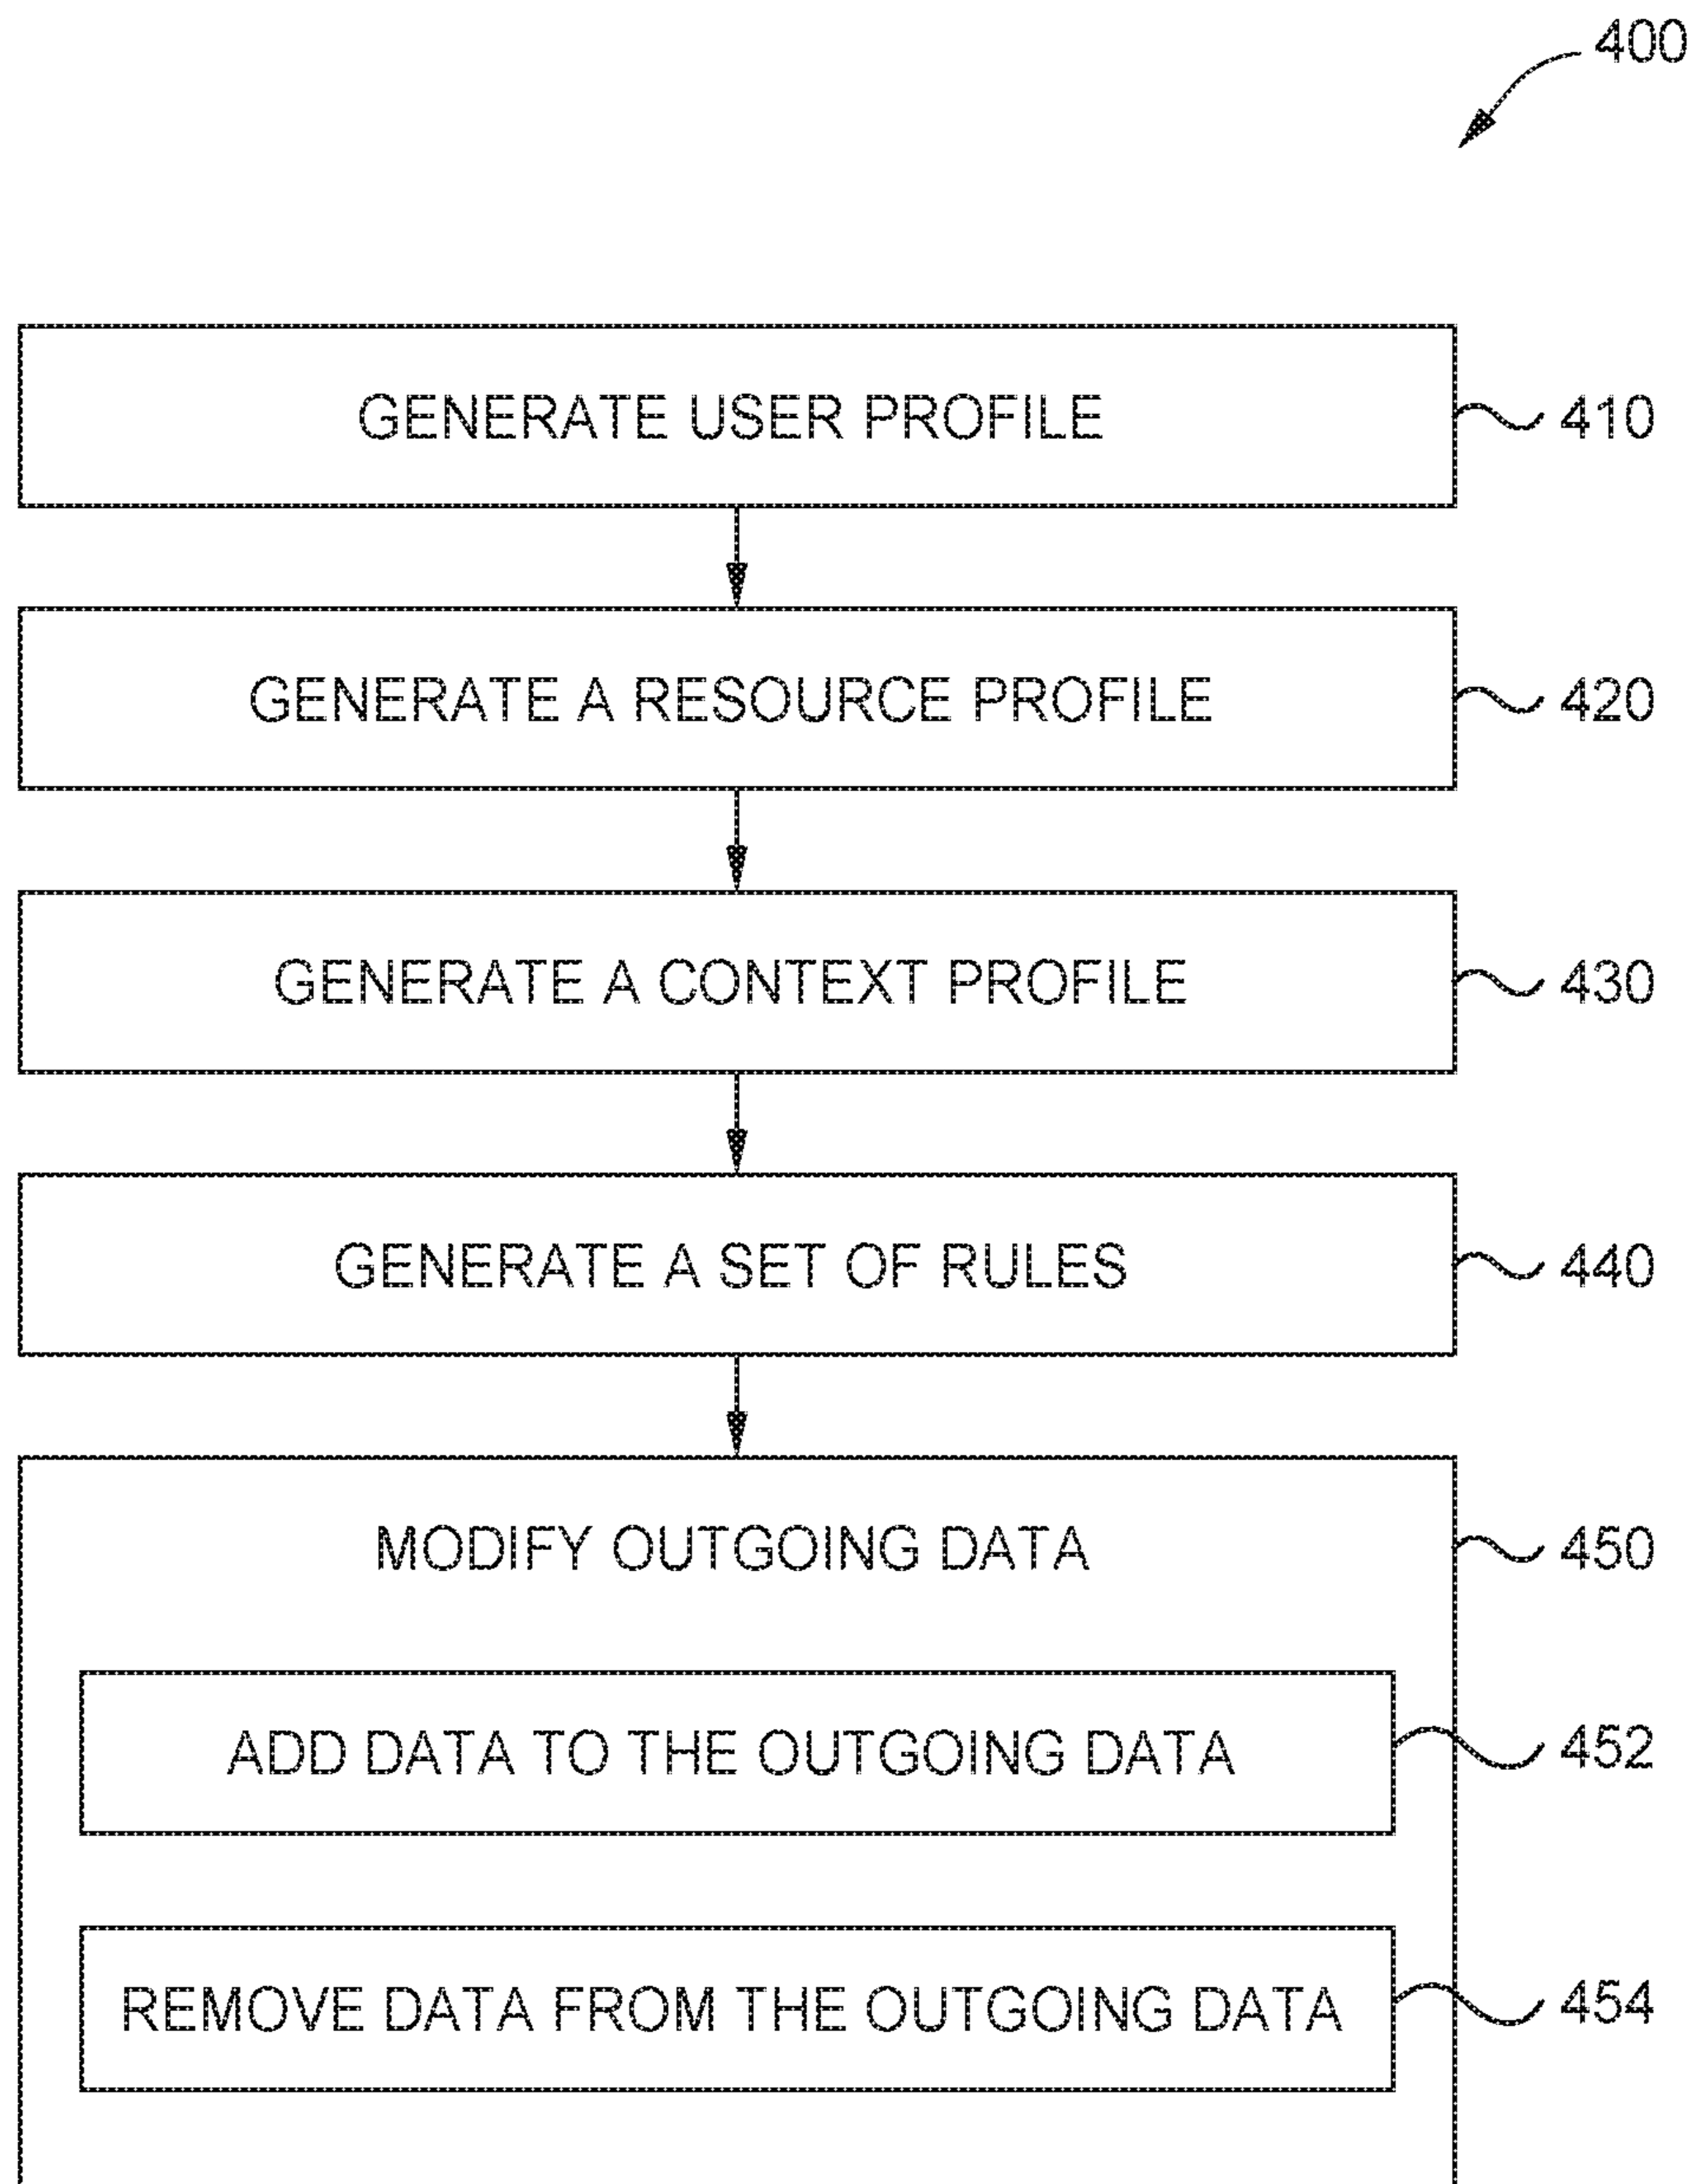 400
GENERATE USER PROFILE
410
GENERATE A RESOURCE PROFILE
420
GENERATE A CONTEXT PROFILE
430
GENERATE A SET OF RULES
440
MODIFY OUTGOING DATA
450
ADD DATA TO THE OUTGOING DATA
452
REMOVE DATA FROM THE OUTGOING DATA
454